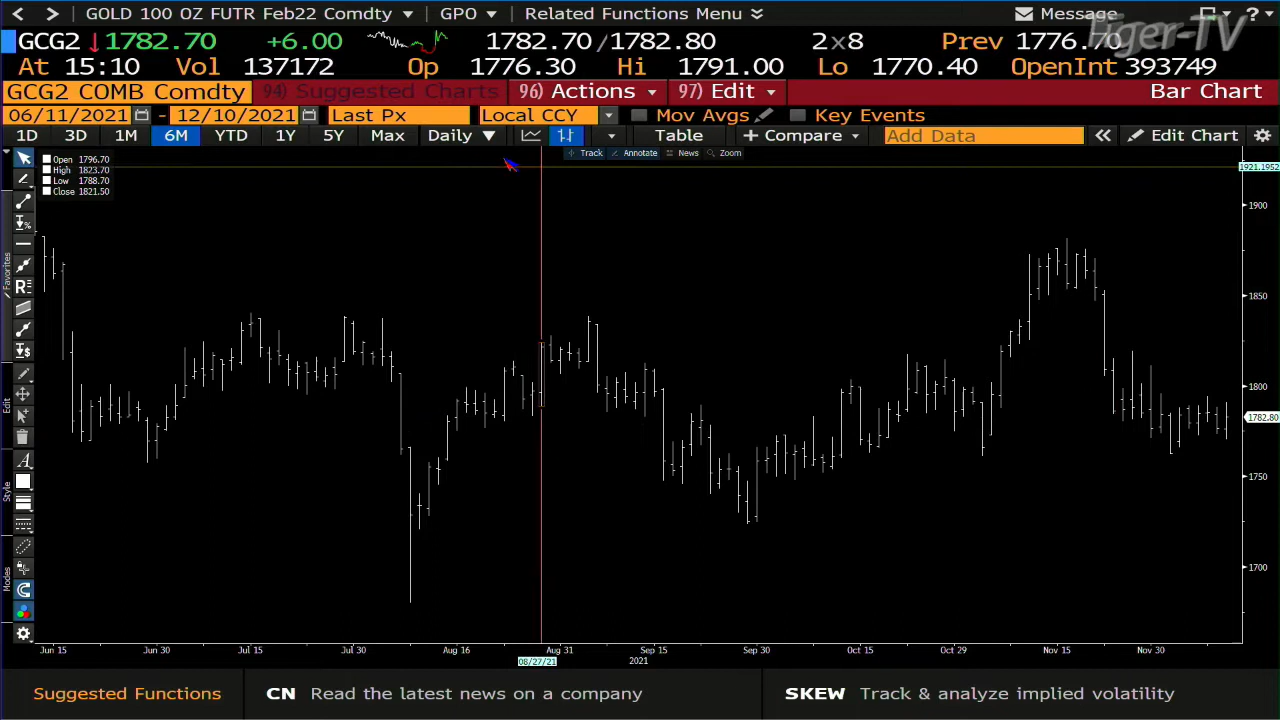 GOLD 100 OZ FUTR Feb22 Comdty GPO Related Functions Menu Message ?
GCG2 1782.70 +6.00 1782.70 /1782.80 2x8 Prev 1776.70
At 15:10 Vol 137172 Op 1776.30 Hi 1791.00 Lo 1770.40 OpenInt 393749
GCG2 COMB Comdty 94) Suggested Charts 96) Actions 97) Edit Bar Chart
06/11/2021 - 12/10/2021 Last Px Local CCY Mov Avgs Key Events
1D 3D 1M 6M YTD 1Y 5Y Max Daily Table + Compare Add Data Edit Chart
Track Annotate News Zoom
Open 1796.70
High 1823.70
Low 1788.70
Close 1821.50
1921.1952
1900
1850
1800
1782.80
1750
1700
Favorites
Edit
Style
Modes
Jun 15 Jun 30 Jul 15 Jul 30 Aug 16 Aug 31 Sep 15 Sep 30 Oct 15 Oct 29 Nov 15 Nov 30
08/27/21 2021
Suggested Functions CN Read the latest news on a company SKEW Track & analyze implied volatility